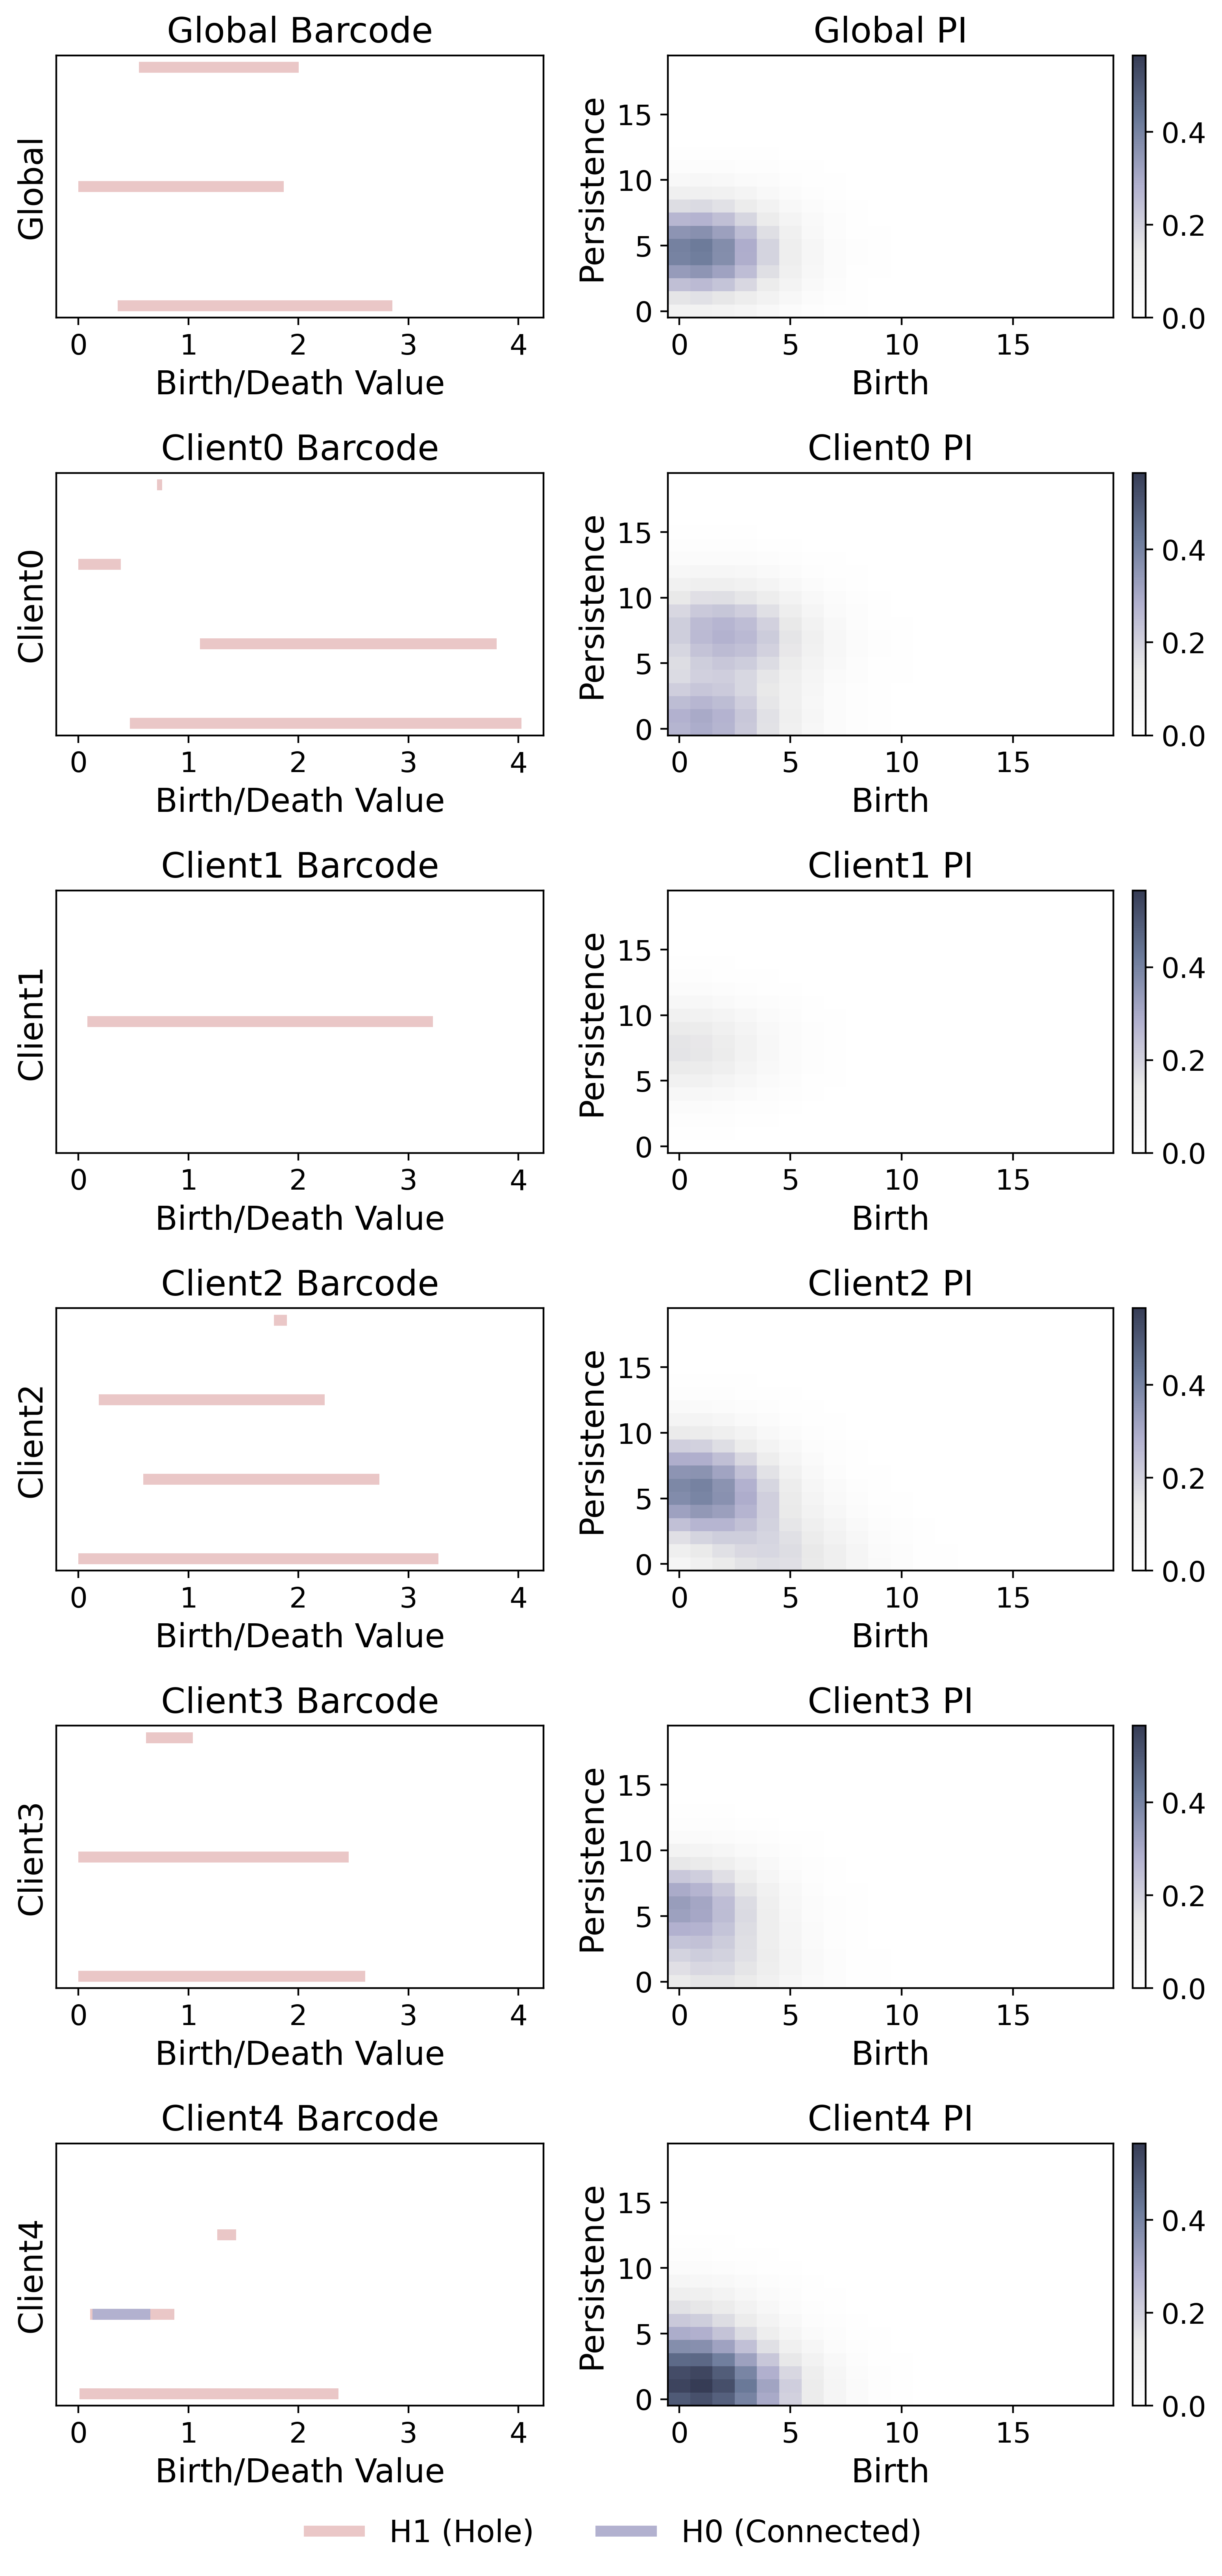 Global Barcode
Global
0 1 2 3 4
Birth/Death Value
Global PI
Persistence
15
10
5
0
0 5 10 15
Birth
0.4
0.2
0.0
Client0 Barcode
Client0
0 1 2 3 4
Birth/Death Value
Client0 PI
Persistence
15
10
5
0
0 5 10 15
Birth
0.4
0.2
0.0
Client1 Barcode
Client1
0 1 2 3 4
Birth/Death Value
Client1 PI
Persistence
15
10
5
0
0 5 10 15
Birth
0.4
0.2
0.0
Client2 Barcode
Client2
0 1 2 3 4
Birth/Death Value
Client2 PI
Persistence
15
10
5
0
0 5 10 15
Birth
0.4
0.2
0.0
Client3 Barcode
Client3
0 1 2 3 4
Birth/Death Value
Client3 PI
Persistence
15
10
5
0
0 5 10 15
Birth
0.4
0.2
0.0
Client4 Barcode
Client4
0 1 2 3 4
Birth/Death Value
Client4 PI
Persistence
15
10
5
0
0 5 10 15
Birth
0.4
0.2
0.0
H1 (Hole) H0 (Connected)